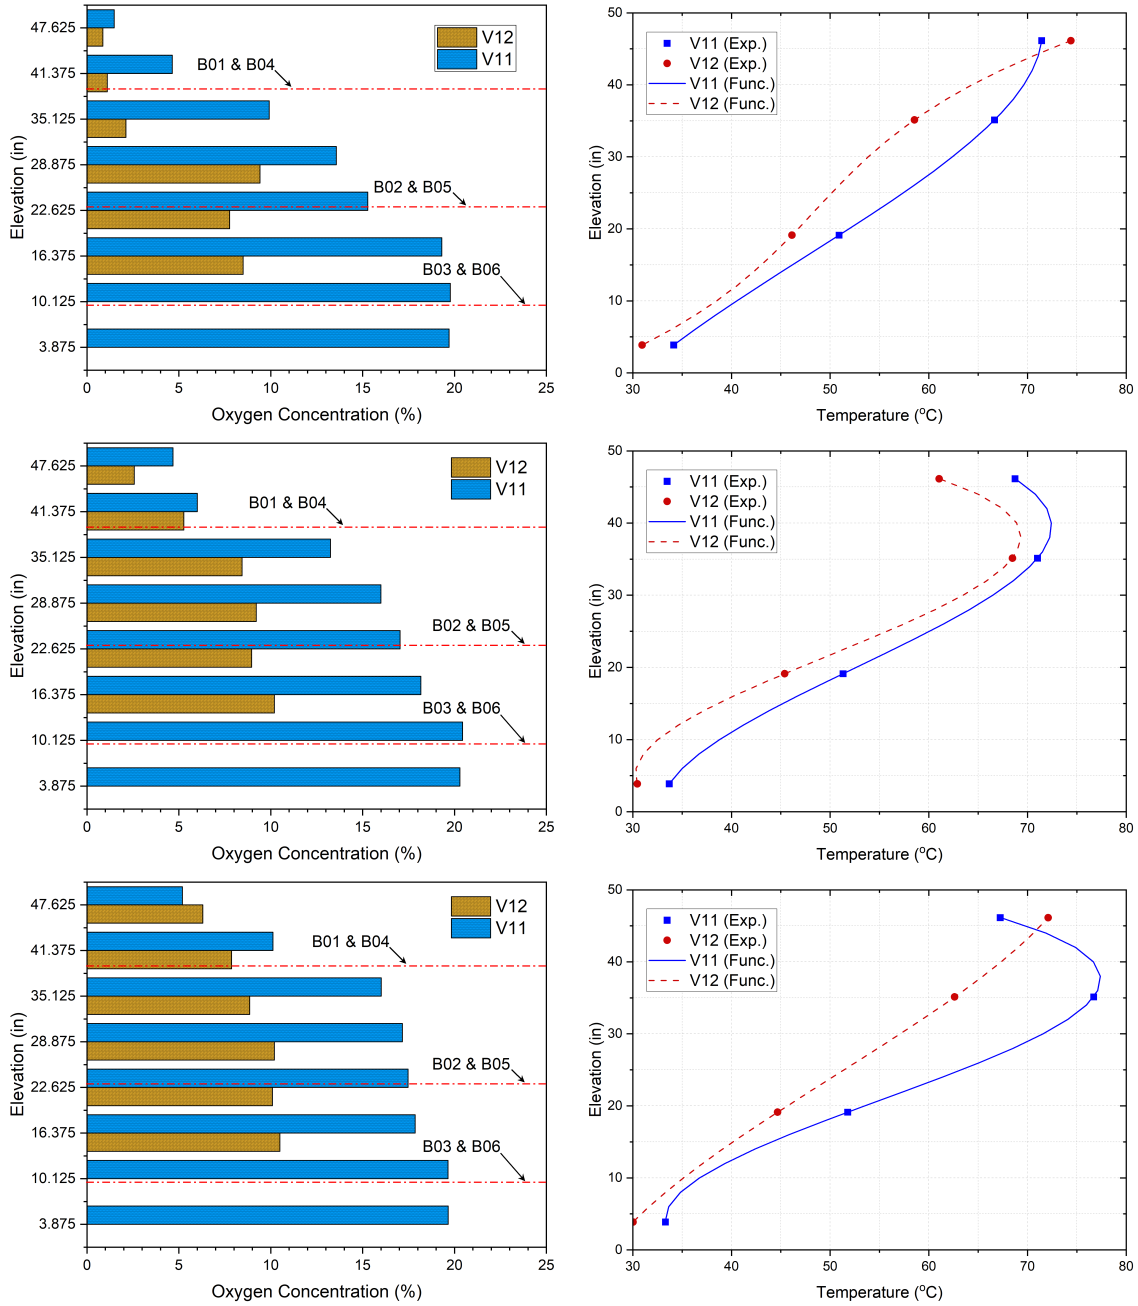 47.625
41.375
35.125
28.875
22.625
16.375
10.125
3.875
Elevation (in)
V12
V11
B01 & B04
B02 & B05
B03 & B06
0 5 10 15 20 25
Oxygen Concentration (%)
50
40
30
20
10
0
Elevation (in)
V11 (Exp.)
V12 (Exp.)
V11 (Func.)
V12 (Func.)
30 40 50 60 70 80
Temperature (°C)
47.625
41.375
35.125
28.875
22.625
16.375
10.125
3.875
Elevation (in)
V12
V11
B01 & B04
B02 & B05
B03 & B06
0 5 10 15 20 25
Oxygen Concentration (%)
50
40
30
20
10
0
Elevation (in)
V11 (Exp.)
V12 (Exp.)
V11 (Func.)
V12 (Func.)
30 40 50 60 70 80
Temperature (°C)
47.625
41.375
35.125
28.875
22.625
16.375
10.125
3.875
Elevation (in)
V12
V11
B01 & B04
B02 & B05
B03 & B06
0 5 10 15 20 25
Oxygen Concentration (%)
50
40
30
20
10
0
Elevation (in)
V11 (Exp.)
V12 (Exp.)
V11 (Func.)
V12 (Func.)
30 40 50 60 70 80
Temperature (°C)